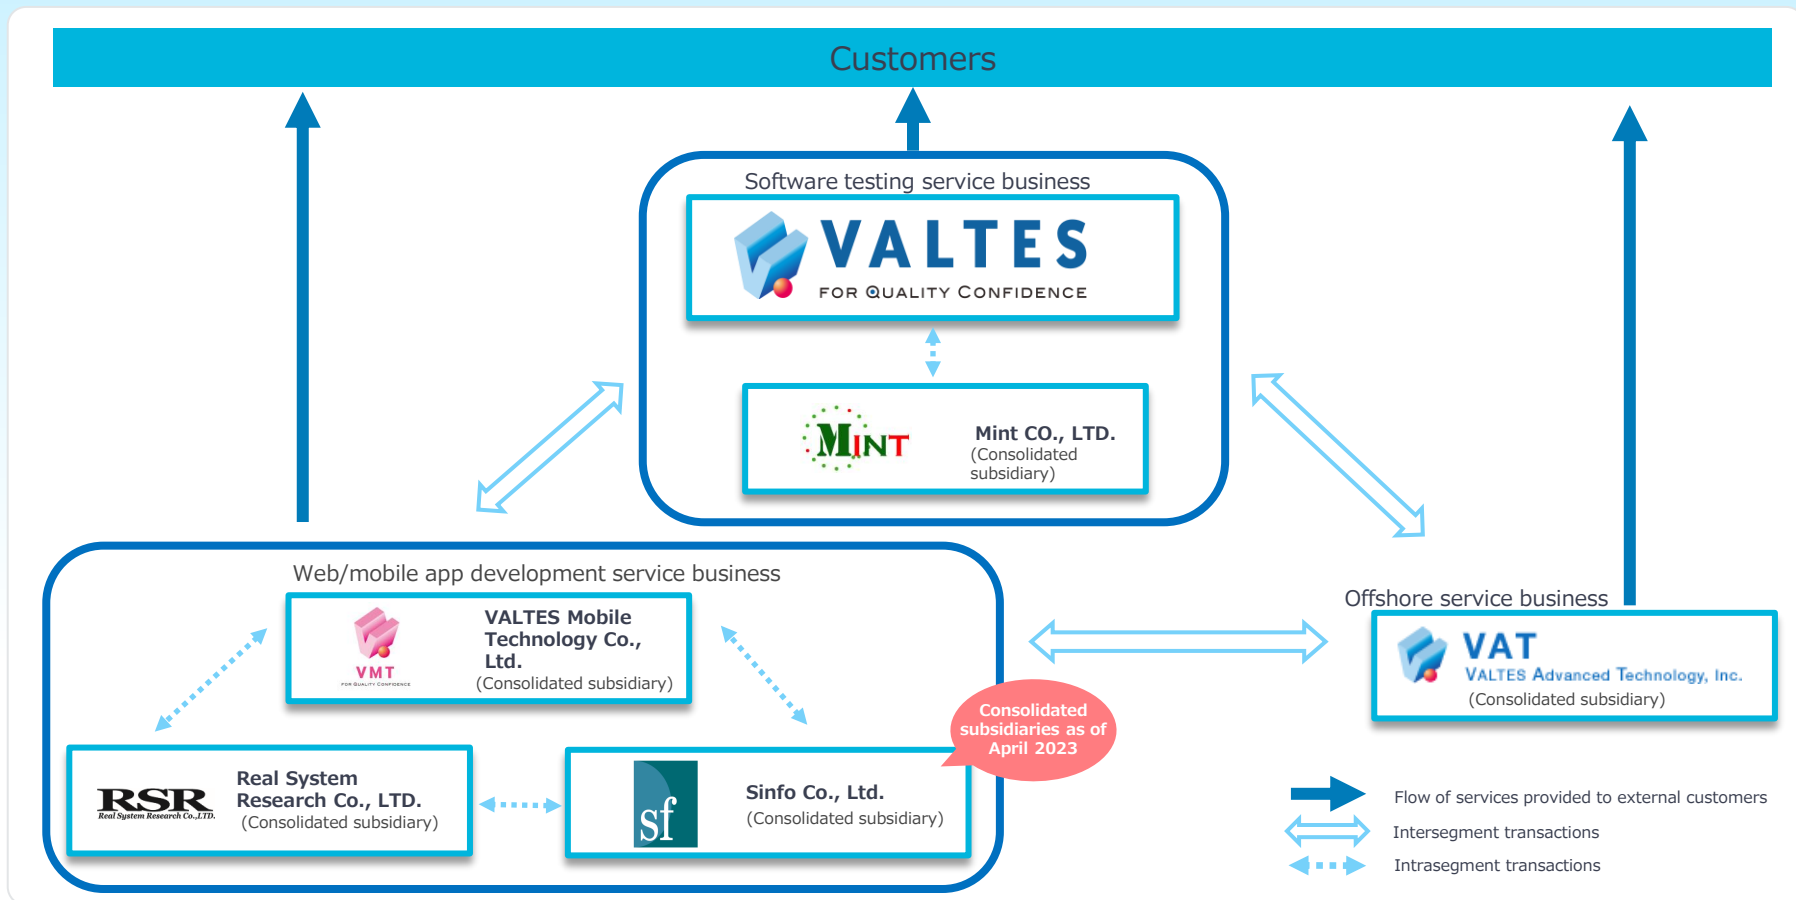 Customers
Software testing service business
VALTES
FOR QUALITY CONFIDENCE
MINT
Mint CO., LTD.
(Consolidated
subsidiary)
Web/mobile app development service business
VMT
FOR QUALITY CONFIDENCE
VALTES Mobile
Technology Co.,
Ltd.
(Consolidated subsidiary)
RSR
Real System Research Co.,LTD.
Real System
Research Co., LTD.
(Consolidated subsidiary)
sf
Sinfo Co., Ltd.
(Consolidated subsidiary)
Consolidated
subsidiaries as of
April 2023
Offshore service business
VAT
VALTES Advanced Technology, Inc.
(Consolidated subsidiary)
Flow of services provided to external customers
Intersegment transactions
Intrasegment transactions